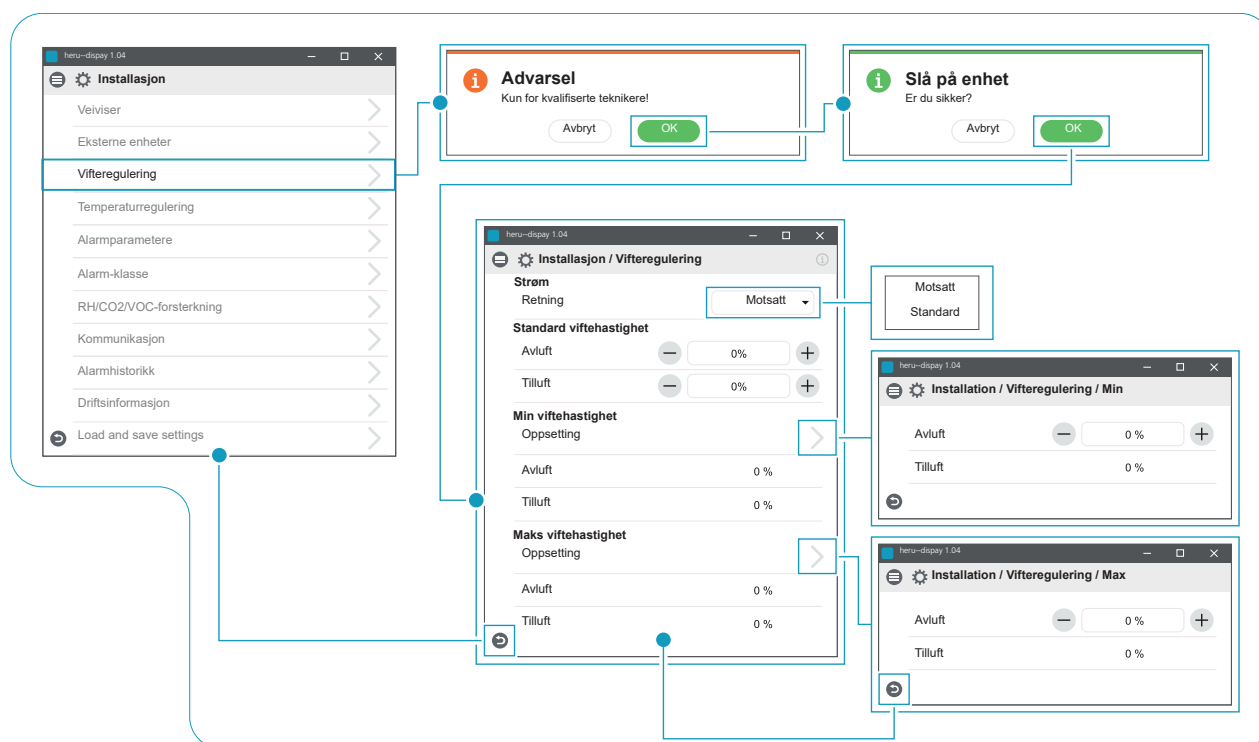 heru--dispay 1.04
Installasjon
Veiviser
Eksterne enheter
Vifteregulering
Temperaturregulering
Alarmparametere
Alarm-klasse
RH/CO2/VOC-forsterkning
Kommunikasjon
Alarmhistorikk
Driftsinformasjon
Load and save settings
Advarsel
Kun for kvalifiserte teknikere!
Avbryt OK
Slå på enhet
Er du sikker?
Avbryt OK
heru--dispay 1.04
Installasjon / Vifteregulering
Strøm
Retning Motsatt
Standard viftehastighet
Avluft 0%
Tilluft 0%
Min viftehastighet
Oppsetting
Avluft 0 %
Tilluft 0 %
Maks viftehastighet
Oppsetting
Avluft 0 %
Tilluft 0 %
Motsatt
Standard
heru--dispay 1.04
Installation / Vifteregulering / Min
Avluft 0 %
Tilluft 0 %
heru--dispay 1.04
Installation / Vifteregulering / Max
Avluft 0 %
Tilluft 0 %